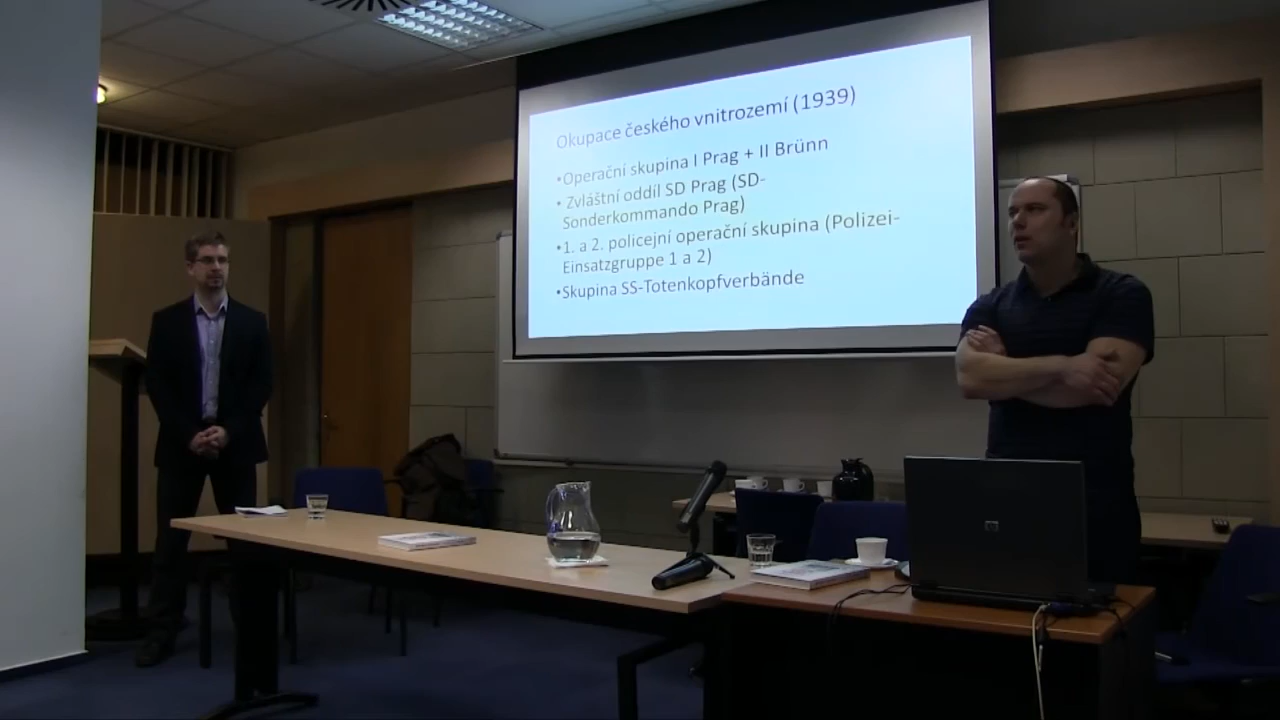 Okupace českého vnitrozemí (1939)
•Operační skupina I Prag + II Brünn
• Zvláštní oddíl SD Prag (SD-
Sonderkommando Prag)
•1. a 2. policejní operační skupina (Polizei-
Einsatzgruppe 1 a 2)
•Skupina SS-Totenkopfverbände
hp